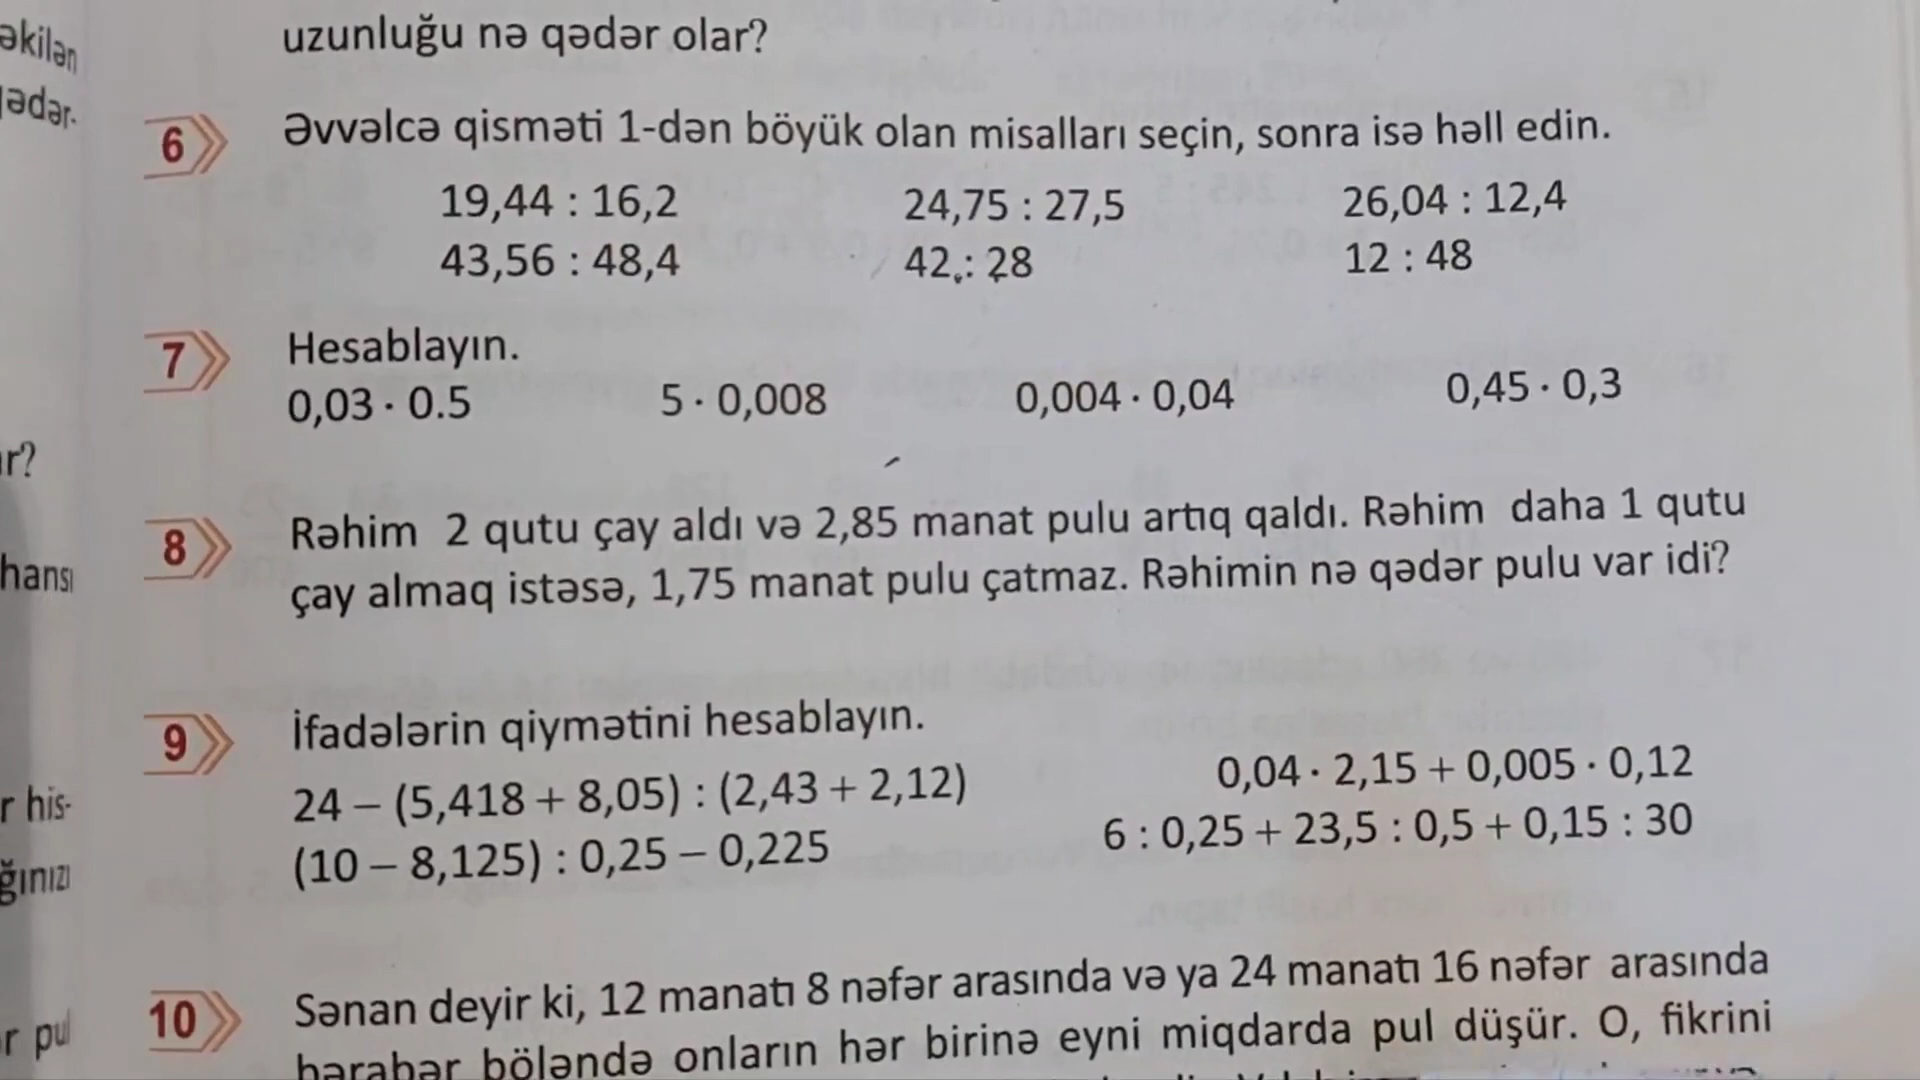 əkilən
uzunluğu nə qədər olar?
6 Əvvəlcə qisməti 1-dən böyük olan misalları seçin, sonra isə həll edin.
19,44 : 16,2 24,75 : 27,5 26,04 : 12,4
43,56 : 48,4 42 : 28 12 : 48
7 Hesablayın.
0,03 · 0.5 5 · 0,008 0,004 · 0,04 0,45 · 0,3
8 Rəhim 2 qutu çay aldı və 2,85 manat pulu artıq qaldı. Rəhim daha 1 qutu
hansı
çay almaq istəsə, 1,75 manat pulu çatmaz. Rəhimin nə qədər pulu var idi?
9 İfadələrin qiymətini hesablayın.
24 – (5,418 + 8,05) : (2,43 + 2,12) 0,04 · 2,15 + 0,005 · 0,12
(10 – 8,125) : 0,25 – 0,225 6 : 0,25 + 23,5 : 0,5 + 0,15 : 30
10 Sənan deyir ki, 12 manatı 8 nəfər arasında və ya 24 manatı 16 nəfər arasında
bərabər böləndə onların hər birinə eyni miqdarda pul düşür. O, fikrini